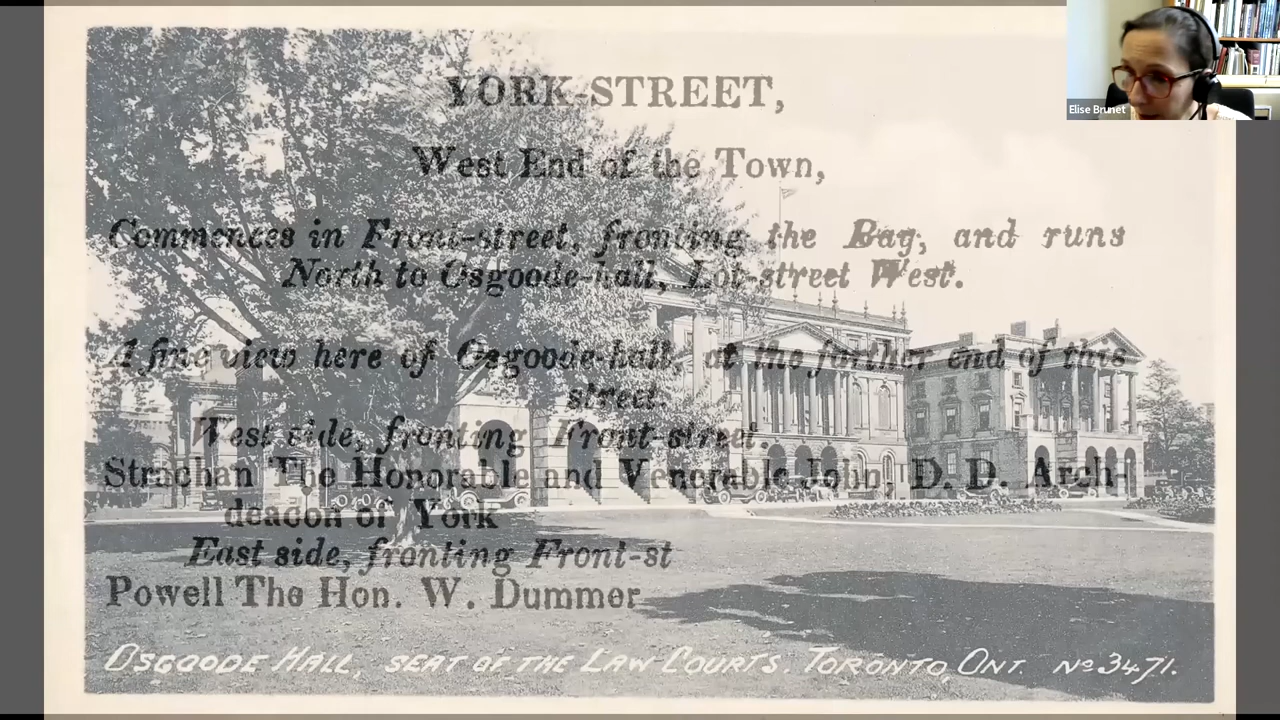 YORK-STREET,
West End of the Town,
Commences in Front-street, fronting the Bay, and runs
North to Osgoode-hall, Lot-street West.
A fine view here of Osgoode-hall, at the farther end of this
street.
West side, fronting Front-street.
Strachan The Honorable and Venerable John D. D. Arch-
deacon of York
East side, fronting Front-st
Powell The Hon. W. Dummer
OSGOODE HALL, SEAT OF THE LAW COURTS. TORONTO, ONT. No 3471.
Elise Brunet